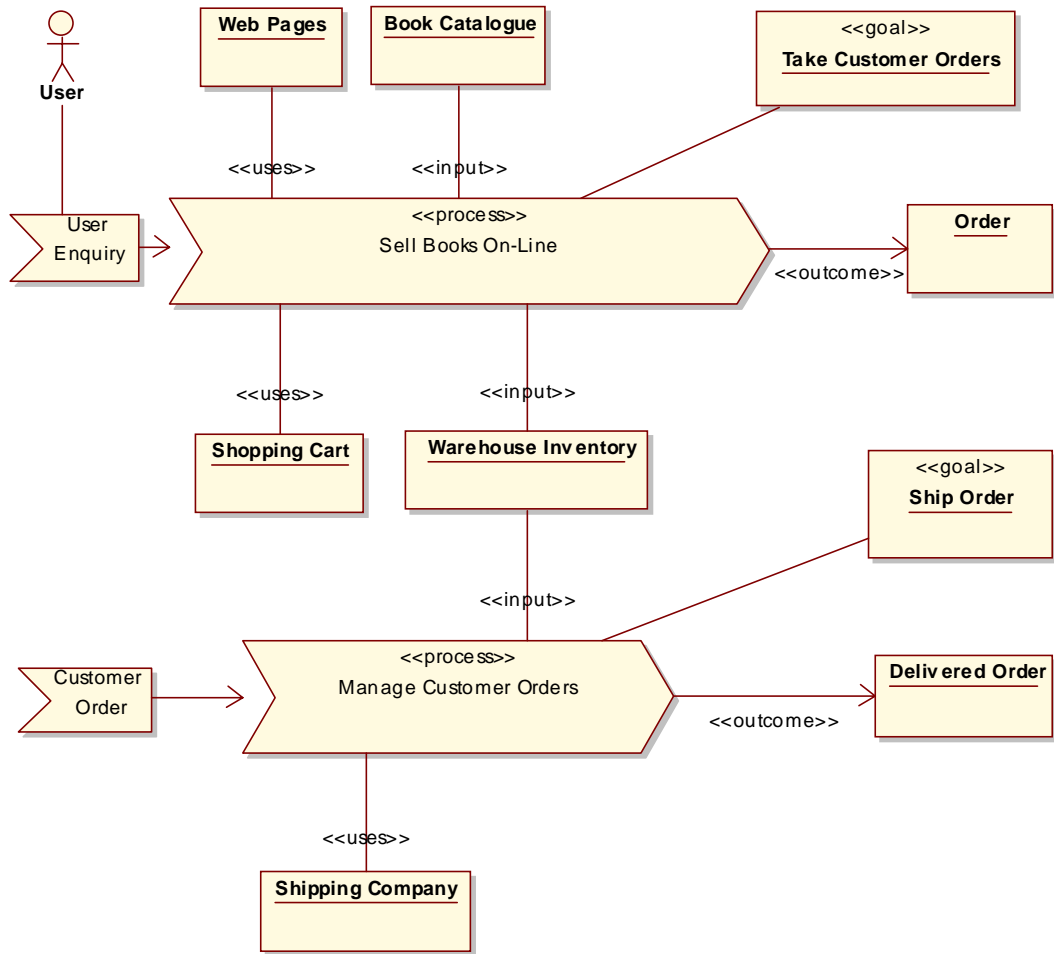 Web Pages
Book Catalogue
<<goal>>
Take Customer Orders
User
<<uses>>
<<input>>
User
Enquiry
<<process>>
Sell Books On-Line
Order
<<outcome>>
<<uses>>
<<input>>
Shopping Cart
Warehouse Inventory
<<goal>>
Ship Order
<<input>>
Customer
Order
<<process>>
Manage Customer Orders
Delivered Order
<<outcome>>
<<uses>>
Shipping Company